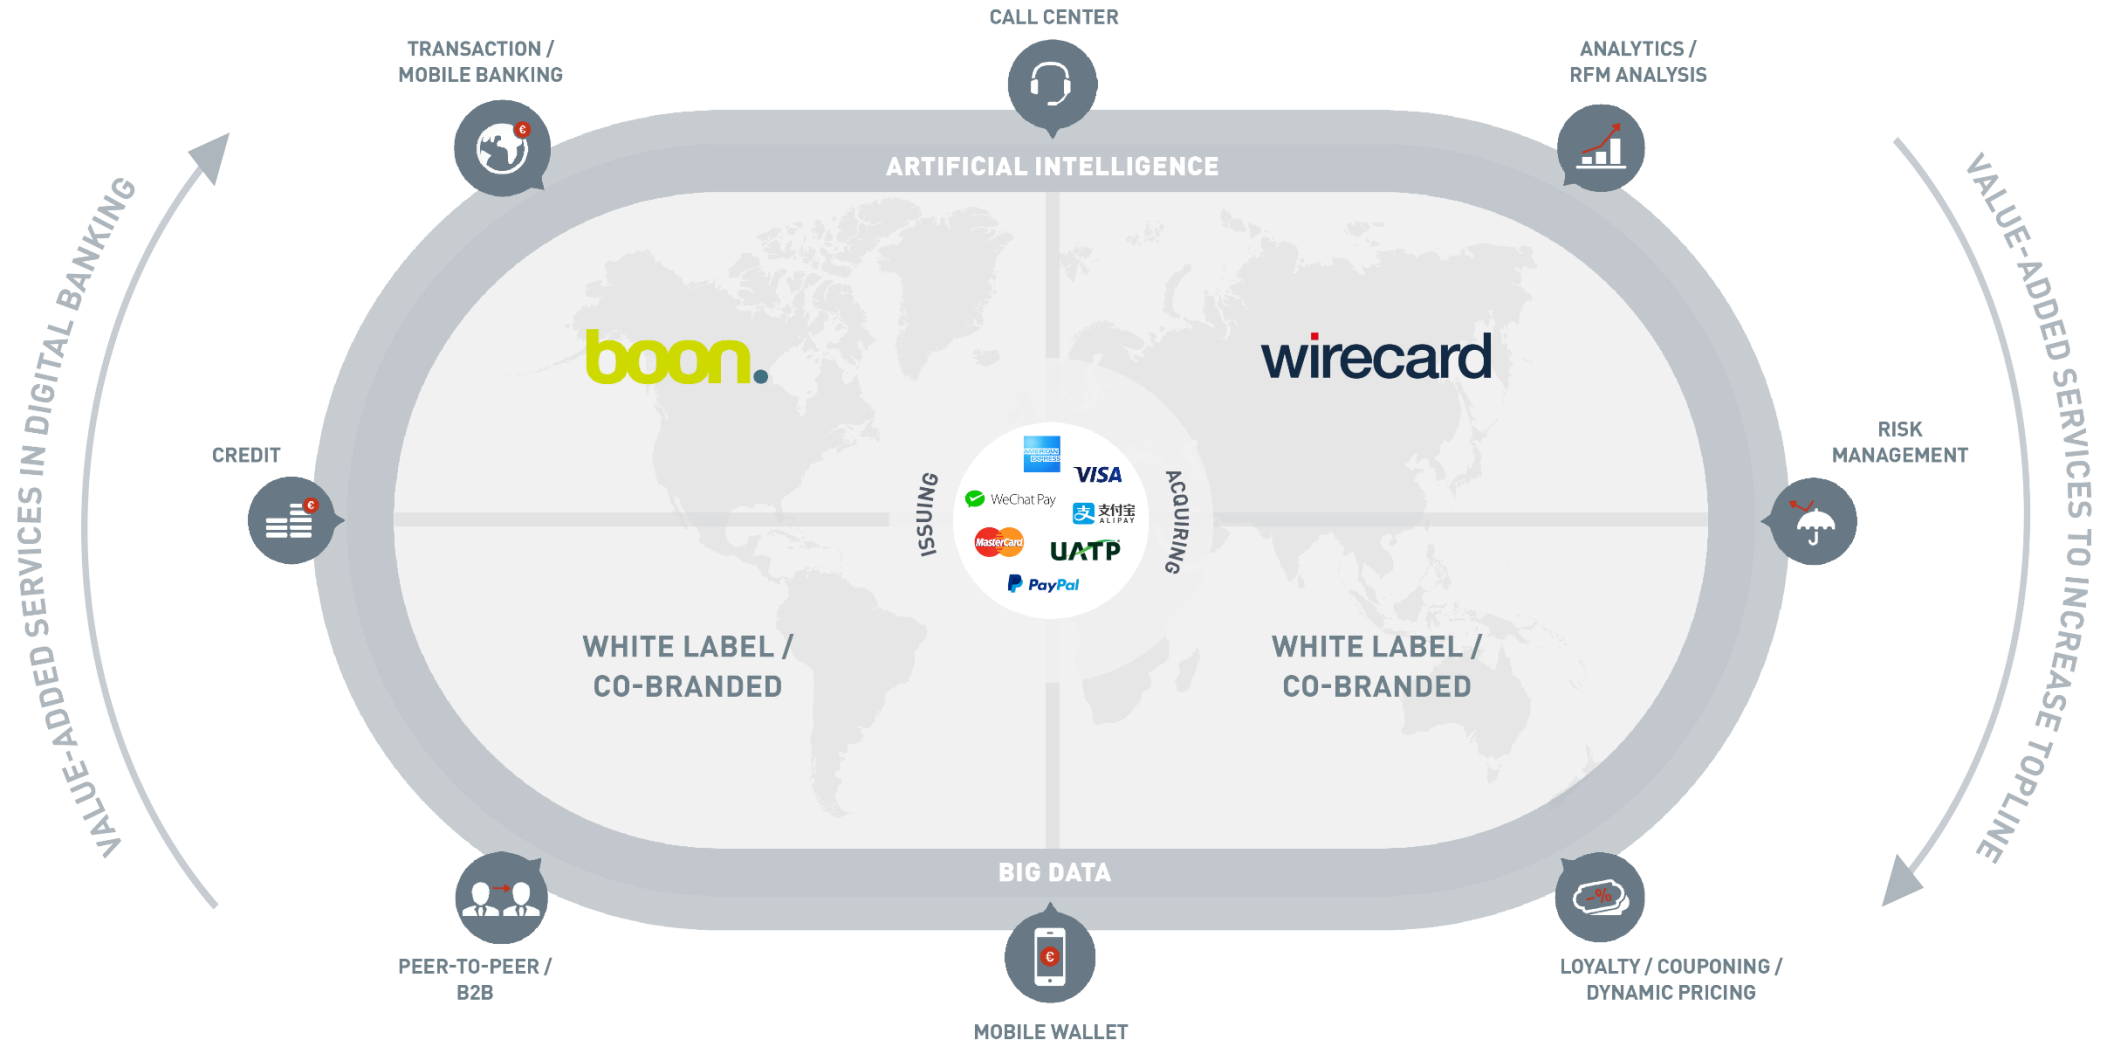 CALL CENTER
TRANSACTION /
MOBILE BANKING
ANALYTICS /
RFM ANALYSIS
€
ARTIFICIAL INTELLIGENCE
VALUE-ADDED SERVICES IN DIGITAL BANKING
VALUE-ADDED SERVICES TO INCREASE TOPLINE
boon.
wirecard
CREDIT
€
RISK
MANAGEMENT
ISSUING
ACQUIRING
AMERICAN
EXPRESS
VISA
WeChat Pay
支 支付宝
ALIPAY
MasterCard
UATP
PayPal
WHITE LABEL /
CO-BRANDED
WHITE LABEL /
CO-BRANDED
BIG DATA
-%
€
PEER-TO-PEER /
B2B
LOYALTY / COUPONING /
DYNAMIC PRICING
MOBILE WALLET